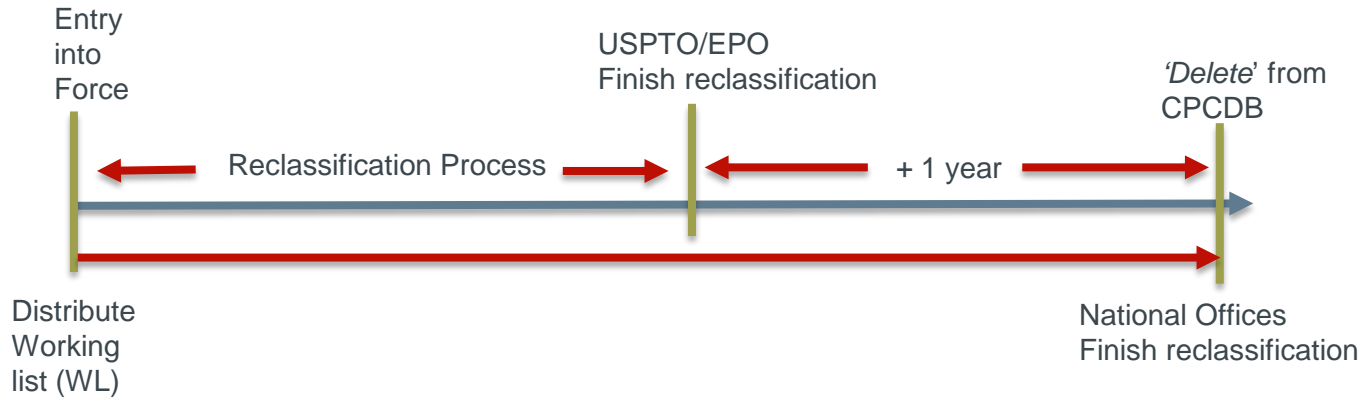 Entry
into
Force
USPTO/EPO
Finish reclassification
'Delete' from
CPCDB
Reclassification Process
+ 1 year
Distribute
Working
list (WL)
National Offices
Finish reclassification